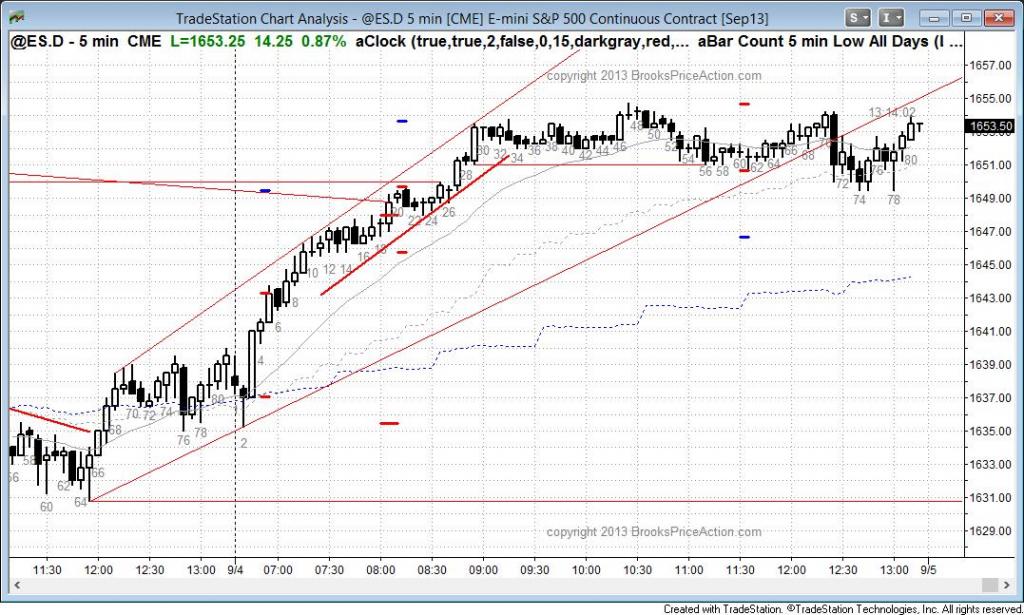 TradeStation Chart Analysis - @ES.D 5 min [CME] E-mini S&P 500 Continuous Contract [Sep13]
S
I
@ES.D - 5 min CME L=1653.25 14.25 0.87% aClock (true,true,2,false,0,15,darkgray,red,... aBar Count 5 min Low All Days (I ...
copyright 2013 BrooksPriceAction.com
1657.00
1655.00
13:14:02
1653.50
1651.00
1649.00
1647.00
1645.00
1643.00
1641.00
1639.00
1637.00
1635.00
1633.00
1631.00
1629.00
60 62 64 66 68 70 72 74 76 78 80
2 4 6 8 10 12 14 16 18 20 22 24 26 28 30 32 34 36 38 40 42 44 46 48 50 52 54 56 58 60 62 64 66 68 70 72 74 76 78 80
copyright 2013 BrooksPriceAction.com
11:30 12:00 12:30 13:00 9/4 07:00 07:30 08:00 08:30 9:00 09:30 10:00 10:30 11:00 11:30 12:00 12:30 13:00 9/5
Created with TradeStation. ©TradeStation Technologies, Inc. All rights reserved.